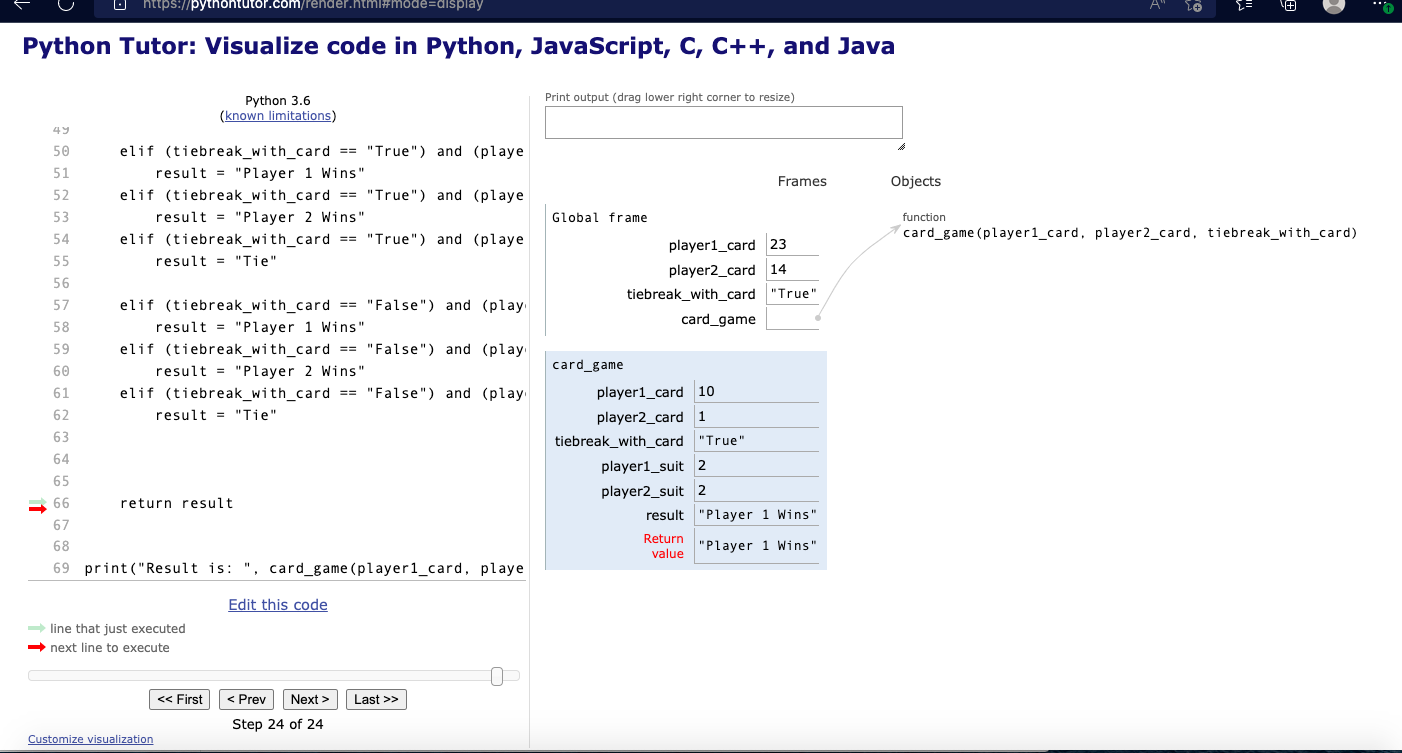 https://pythontutor.com/render.html#mode=display
Python Tutor: Visualize code in Python, JavaScript, C, C++, and Java
Python 3.6
(known limitations)
49
50 elif (tiebreak_with_card == "True") and (playe
51 result = "Player 1 Wins"
52 elif (tiebreak_with_card == "True") and (playe
53 result = "Player 2 Wins"
54 elif (tiebreak_with_card == "True") and (playe
55 result = "Tie"
56
57 elif (tiebreak_with_card == "False") and (play
58 result = "Player 1 Wins"
59 elif (tiebreak_with_card == "False") and (play
60 result = "Player 2 Wins"
61 elif (tiebreak_with_card == "False") and (play
62 result = "Tie"
63
64
65
66 return result
67
68
69 print("Result is: ", card_game(player1_card, playe
Edit this code
line that just executed
next line to execute
<< First < Prev Next > Last >>
Step 24 of 24
Customize visualization
Print output (drag lower right corner to resize)
Frames Objects
Global frame
player1_card 23
player2_card 14
tiebreak_with_card "True"
card_game
function
card_game(player1_card, player2_card, tiebreak_with_card)
card_game
player1_card 10
player2_card 1
tiebreak_with_card "True"
player1_suit 2
player2_suit 2
result "Player 1 Wins"
Return
value "Player 1 Wins"